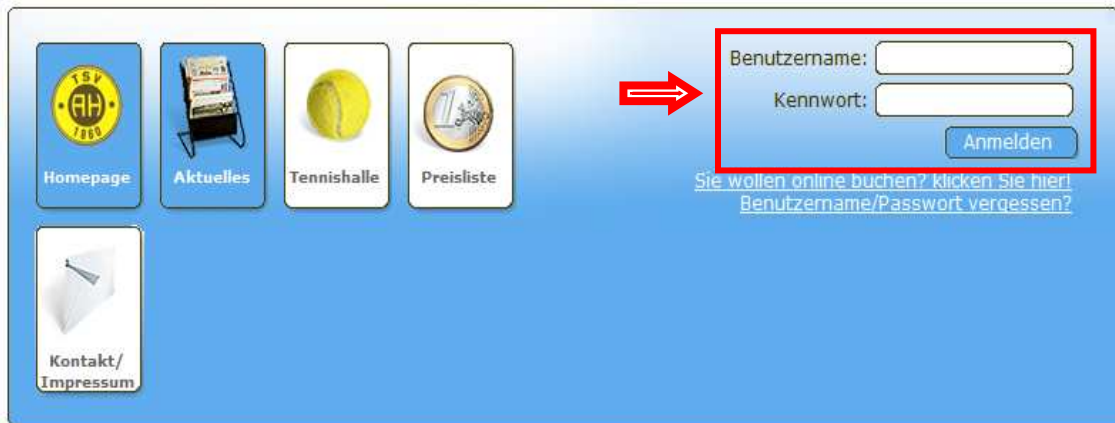 Benutzername:
Kennwort:
Anmelden
Sie wollen online buchen? klicken Sie hier!
Benutzername/Passwort vergessen?
TSV
AH
1860
Homepage
Aktuelles
Tennishalle
1
Preisliste
Kontakt/
Impressum